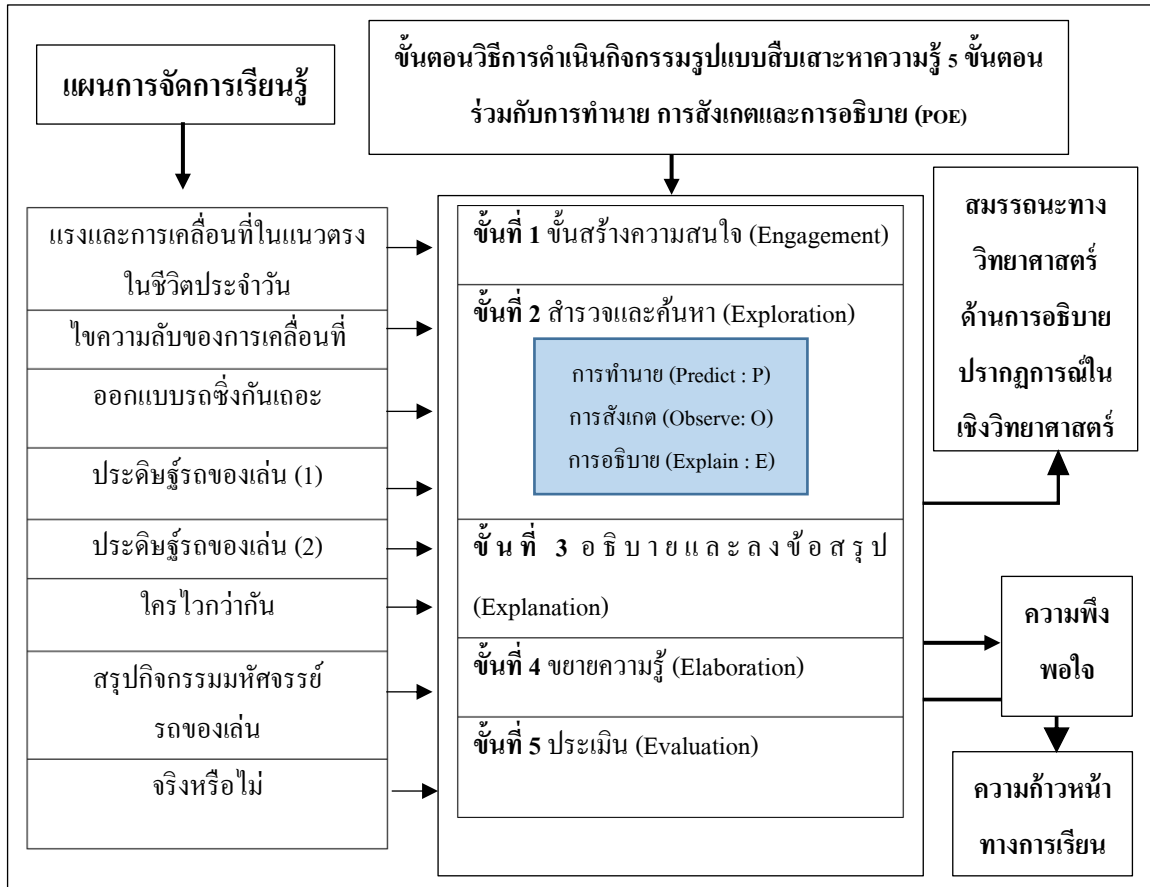 แผนการจัดการเรียนรู้
ขั้นตอนวิธีการดำเนินกิจกรรมรูปแบบสืบเสาะหาความรู้ 5 ขั้นตอน
ร่วมกับการทำนาย การสังเกตและการอธิบาย (POE)
แรงและการเคลื่อนที่ในแนวตรง
ในชีวิตประจำวัน
ไขความลับของการเคลื่อนที่
ออกแบบรถซิ่งกันเถอะ
ประดิษฐ์รถของเล่น (1)
ประดิษฐ์รถของเล่น (2)
ใครไวกว่ากัน
สรุปกิจกรรมมหัศจรรย์
รถของเล่น
จริงหรือไม่
ขั้นที่ 1 ขั้นสร้างความสนใจ (Engagement)
ขั้นที่ 2 สำรวจและค้นหา (Exploration)
การทำนาย (Predict : P)
การสังเกต (Observe: O)
การอธิบาย (Explain : E)
ขั้นที่ 3 อธิบายและลงข้อสรุป
(Explanation)
ขั้นที่ 4 ขยายความรู้ (Elaboration)
ขั้นที่ 5 ประเมิน (Evaluation)
สมรรถนะทาง
วิทยาศาสตร์
ด้านการอธิบาย
ปรากฏการณ์ใน
เชิงวิทยาศาสตร์
ความพึง
พอใจ
ความก้าวหน้า
ทางการเรียน